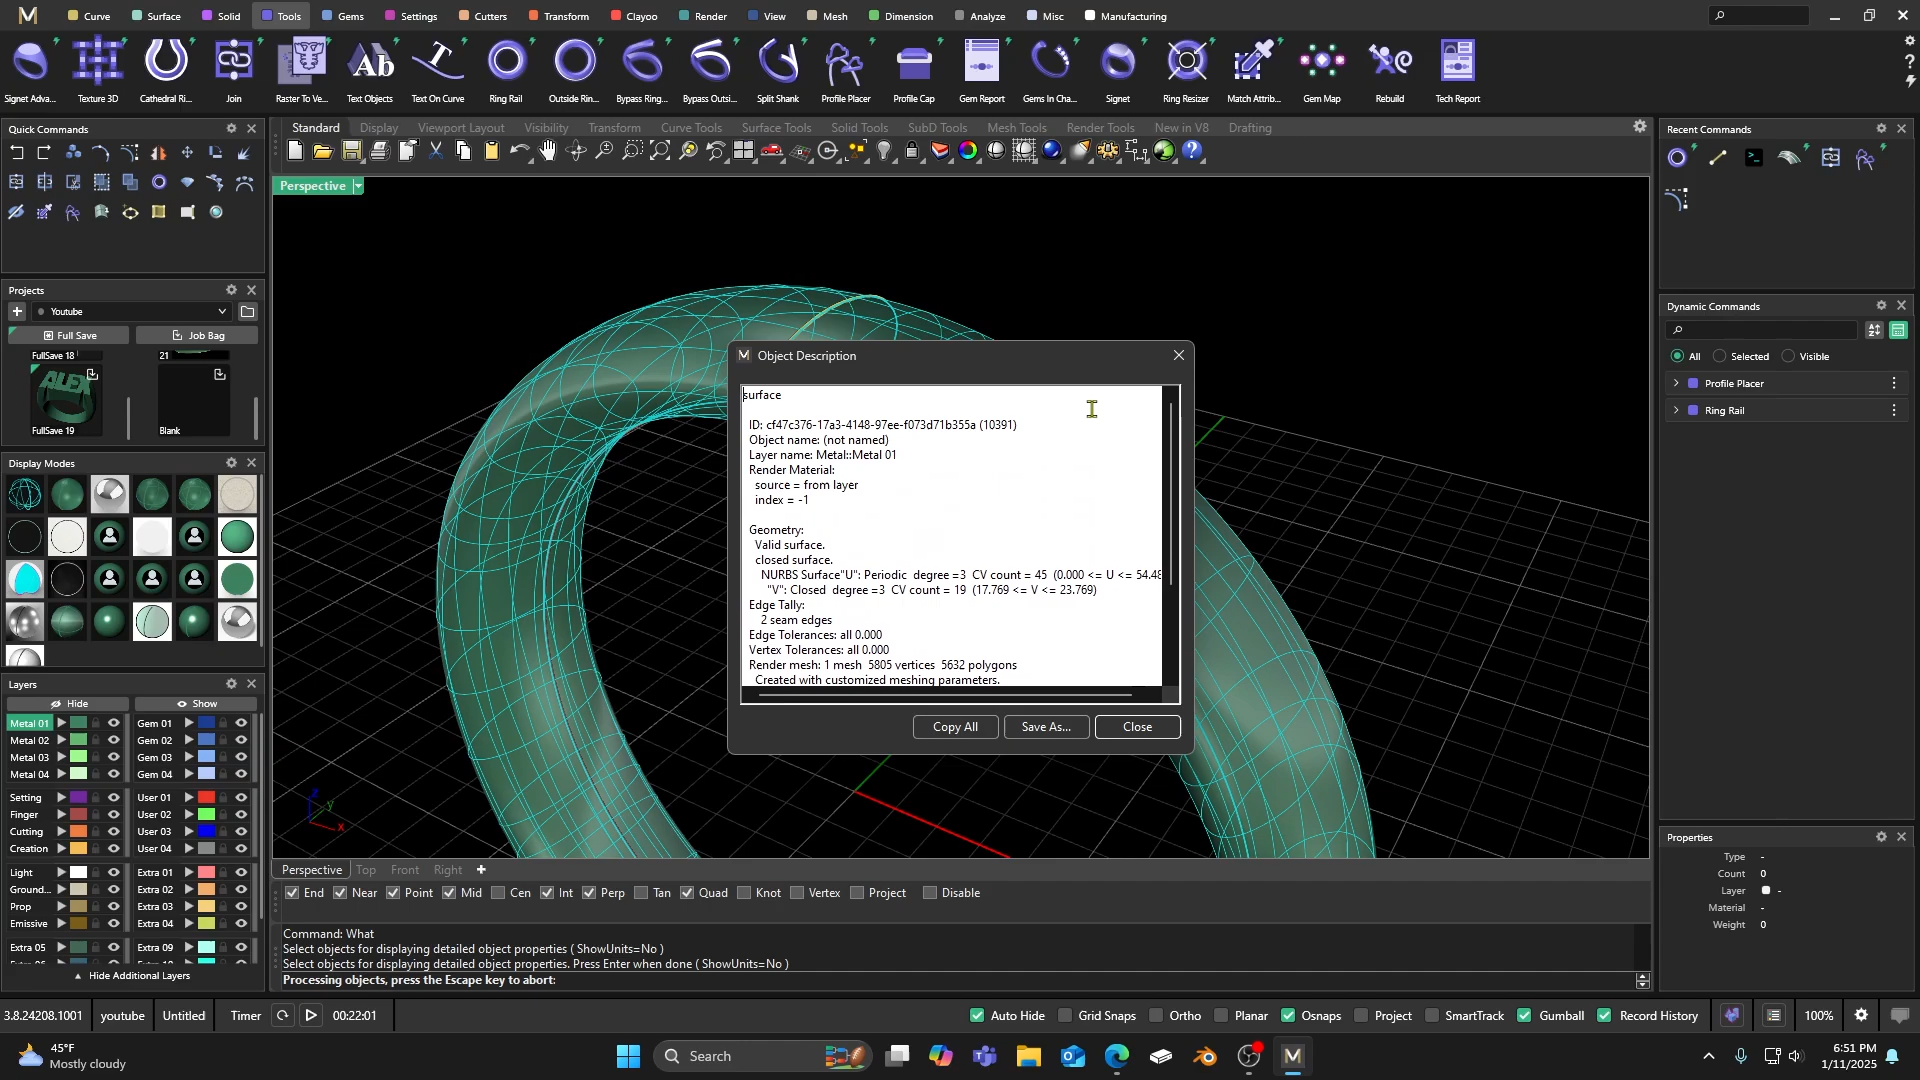 Curve Surface Solid Tools Gems Settings Cutters Transform Clayoo Render View Mesh Dimension Analyze Misc Manufacturing
Signet Adva... Texture 3D Cathedral Ri... Join Raster To Ve... Text Objects Text On Curve Ring Rail Outside Rin... Bypass Ring... Bypass Outsi... Split Shank Profile Placer Profile Cap Gem Report Gems In Cha... Signet Ring Resizer Match Attrib... Gem Map Rebuild Tech Report
Quick Commands
Standard Display Viewport Layout Visibility Transform Curve Tools Surface Tools Solid Tools SubD Tools Mesh Tools Render Tools New in V8 Drafting
Recent Commands
Perspective
Projects
Youtube
Full Save Job Bag
FullSave 18 21
FullSave 19 Blank
Display Modes
Layers
Hide Show
Metal 01 Gem 01
Metal 02 Gem 02
Metal 03 Gem 03
Metal 04 Gem 04
Setting User 01
Finger User 02
Cutting User 03
Creation User 04
Light Extra 01
Ground... Extra 02
Prop Extra 03
Emissive Extra 04
Extra 05 Extra 09
Hide Additional Layers
Object Description
surface
ID: cf47c376-17a3-4148-97ee-f073d71b355a (10391)
Object name: (not named)
Layer name: Metal::Metal 01
Render Material:
source = from layer
index = -1
Geometry:
Valid surface.
closed surface.
NURBS Surface"U": Periodic degree =3 CV count = 45 (0.000 <= U <= 54.48
"V": Closed degree =3 CV count = 19 (17.769 <= V <= 23.769)
Edge Tally:
2 seam edges
Edge Tolerances: all 0.000
Vertex Tolerances: all 0.000
Render mesh: 1 mesh 5805 vertices 5632 polygons
Created with customized meshing parameters.
Copy All Save As... Close
z
y
x
Dynamic Commands
All Selected Visible
Profile Placer
Ring Rail
Properties
Type -
Count 0
Layer -
Material -
Weight 0
Perspective Top Front Right
End Near Point Mid Cen Int Perp Tan Quad Knot Vertex Project Disable
Command: What
Select objects for displaying detailed object properties ( ShowUnits=No )
Select objects for displaying detailed object properties. Press Enter when done ( ShowUnits=No )
Processing objects, press the Escape key to abort:
3.8.24208.1001 youtube Untitled Timer 00:22:01 Auto Hide Grid Snaps Ortho Planar Osnaps Project SmartTrack Gumball Record History 100%
45°F
Mostly cloudy
Search
6:51 PM
1/11/2025